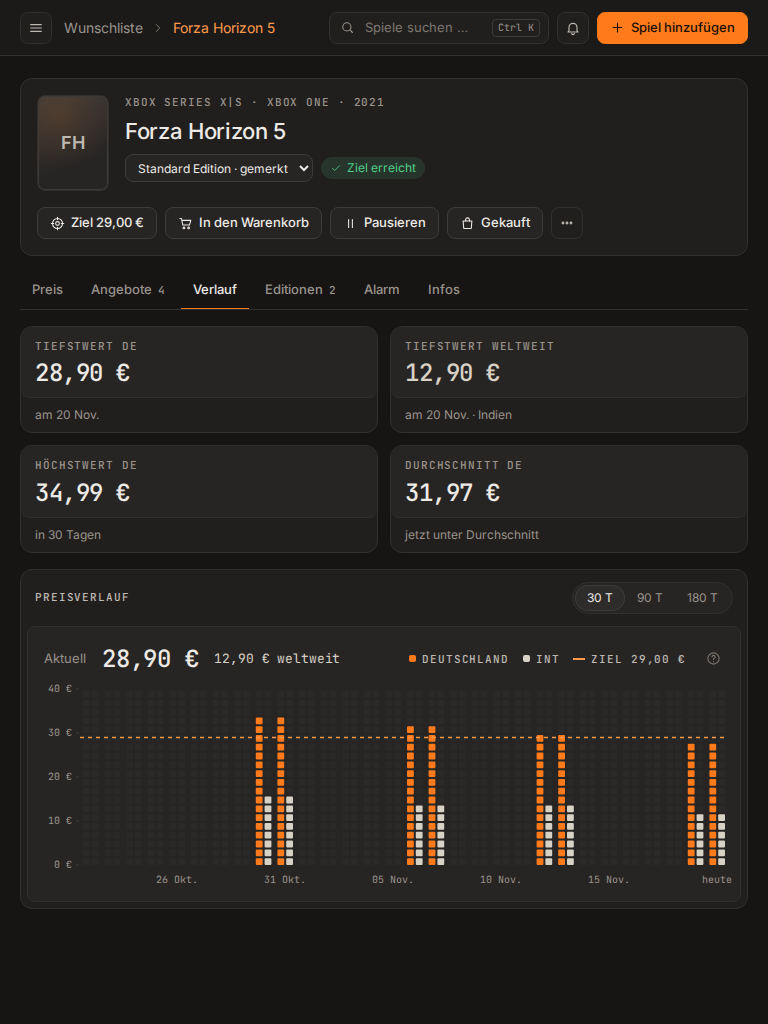 Wunschliste > Forza Horizon 5
Spiele suchen ... Ctrl K
Spiel hinzufügen
FH
XBOX SERIES X|S · XBOX ONE · 2021
Forza Horizon 5
Standard Edition · gemerkt
Ziel erreicht
Ziel 29,00 €
In den Warenkorb
Pausieren
Gekauft
Preis
Angebote 4
Verlauf
Editionen 2
Alarm
Infos
TIEFSTWERT DE
28,90 €
am 20 Nov.
TIEFSTWERT WELTWEIT
12,90 €
am 20 Nov. · Indien
HÖCHSTWERT DE
34,99 €
in 30 Tagen
DURCHSCHNITT DE
31,97 €
jetzt unter Durchschnitt
PREISVERLAUF
30 T 90 T 180 T
Aktuell 28,90 € 12,90 € weltweit
DEUTSCHLAND INT ZIEL 29,00 €
40 €
30 €
20 €
10 €
0 €
26 Okt. 31 Okt. 05 Nov. 10 Nov. 15 Nov. heute